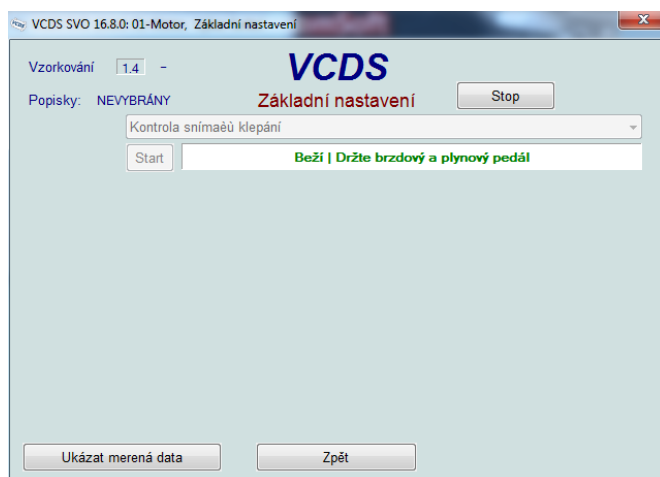 VCDS SVO 16.8.0: 01-Motor, Základní nastavení
Vzorkování 1.4 -
VCDS
Popisky: NEVYBRÁNY
Základní nastavení
Stop
Kontrola snímaèù klepání
Start
Beží | Držte brzdový a plynový pedál
Ukázat merená data
Zpět